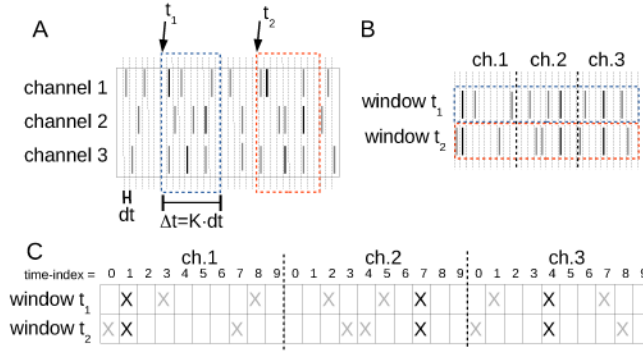 A
t1
t2
channel 1
channel 2
channel 3
dt
Δt=K·dt
B
ch.1 ch.2 ch.3
window t1
window t2
C
ch.1 ch.2 ch.3
time-index = 0 1 2 3 4 5 6 7 8 9 0 1 2 3 4 5 6 7 8 9 0 1 2 3 4 5 6 7 8 9
window t1 X X X X X X X X X
window t2 X X X X X X X X X